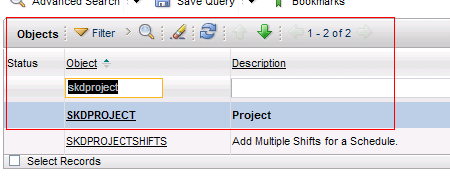 Advanced Search Save Query Bookmarks
Objects Filter 1 - 2 of 2
Status Object Description
skdproject
SKDPROJECT Project
SKDPROJECTSHIFTS Add Multiple Shifts for a Schedule.
Select Records